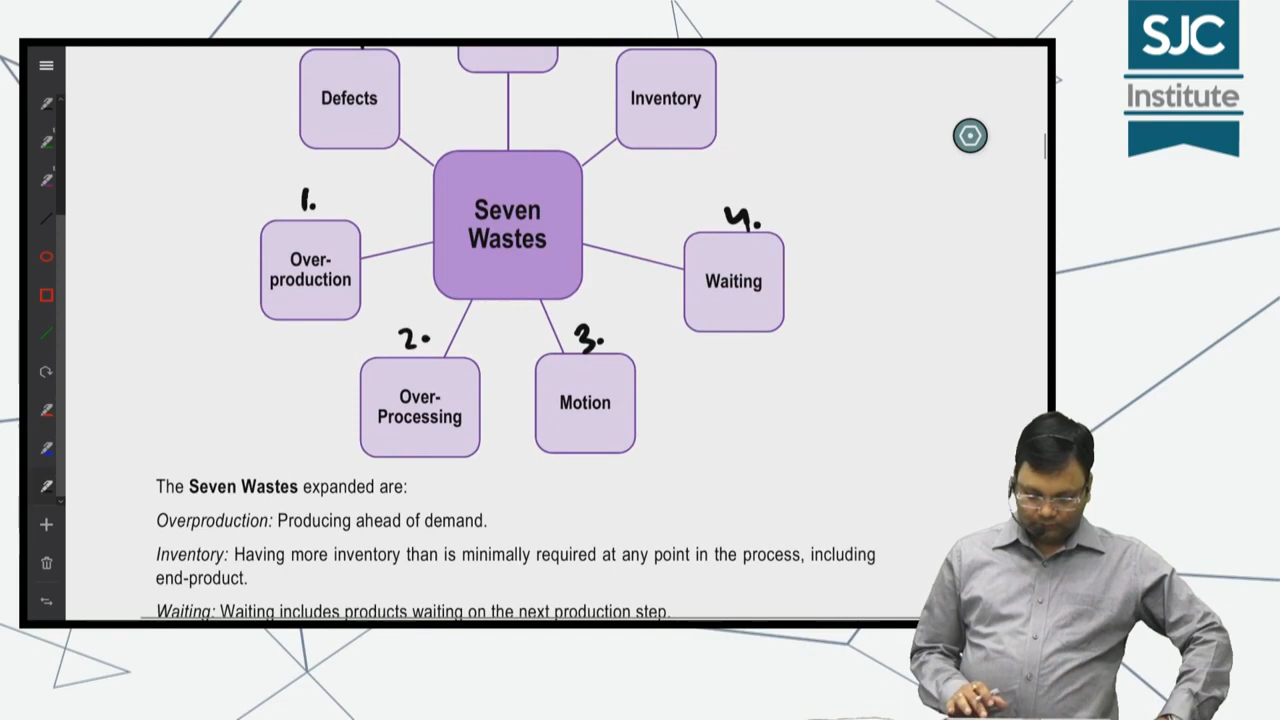 SJC
Institute
Defects
Inventory
Seven
Wastes
1.
Over-
production
4.
Waiting
2.
Over-
Processing
3.
Motion
The Seven Wastes expanded are:
Overproduction: Producing ahead of demand.
Inventory: Having more inventory than is minimally required at any point in the process, including
end-product.
Waiting: Waiting includes products waiting on the next production step.